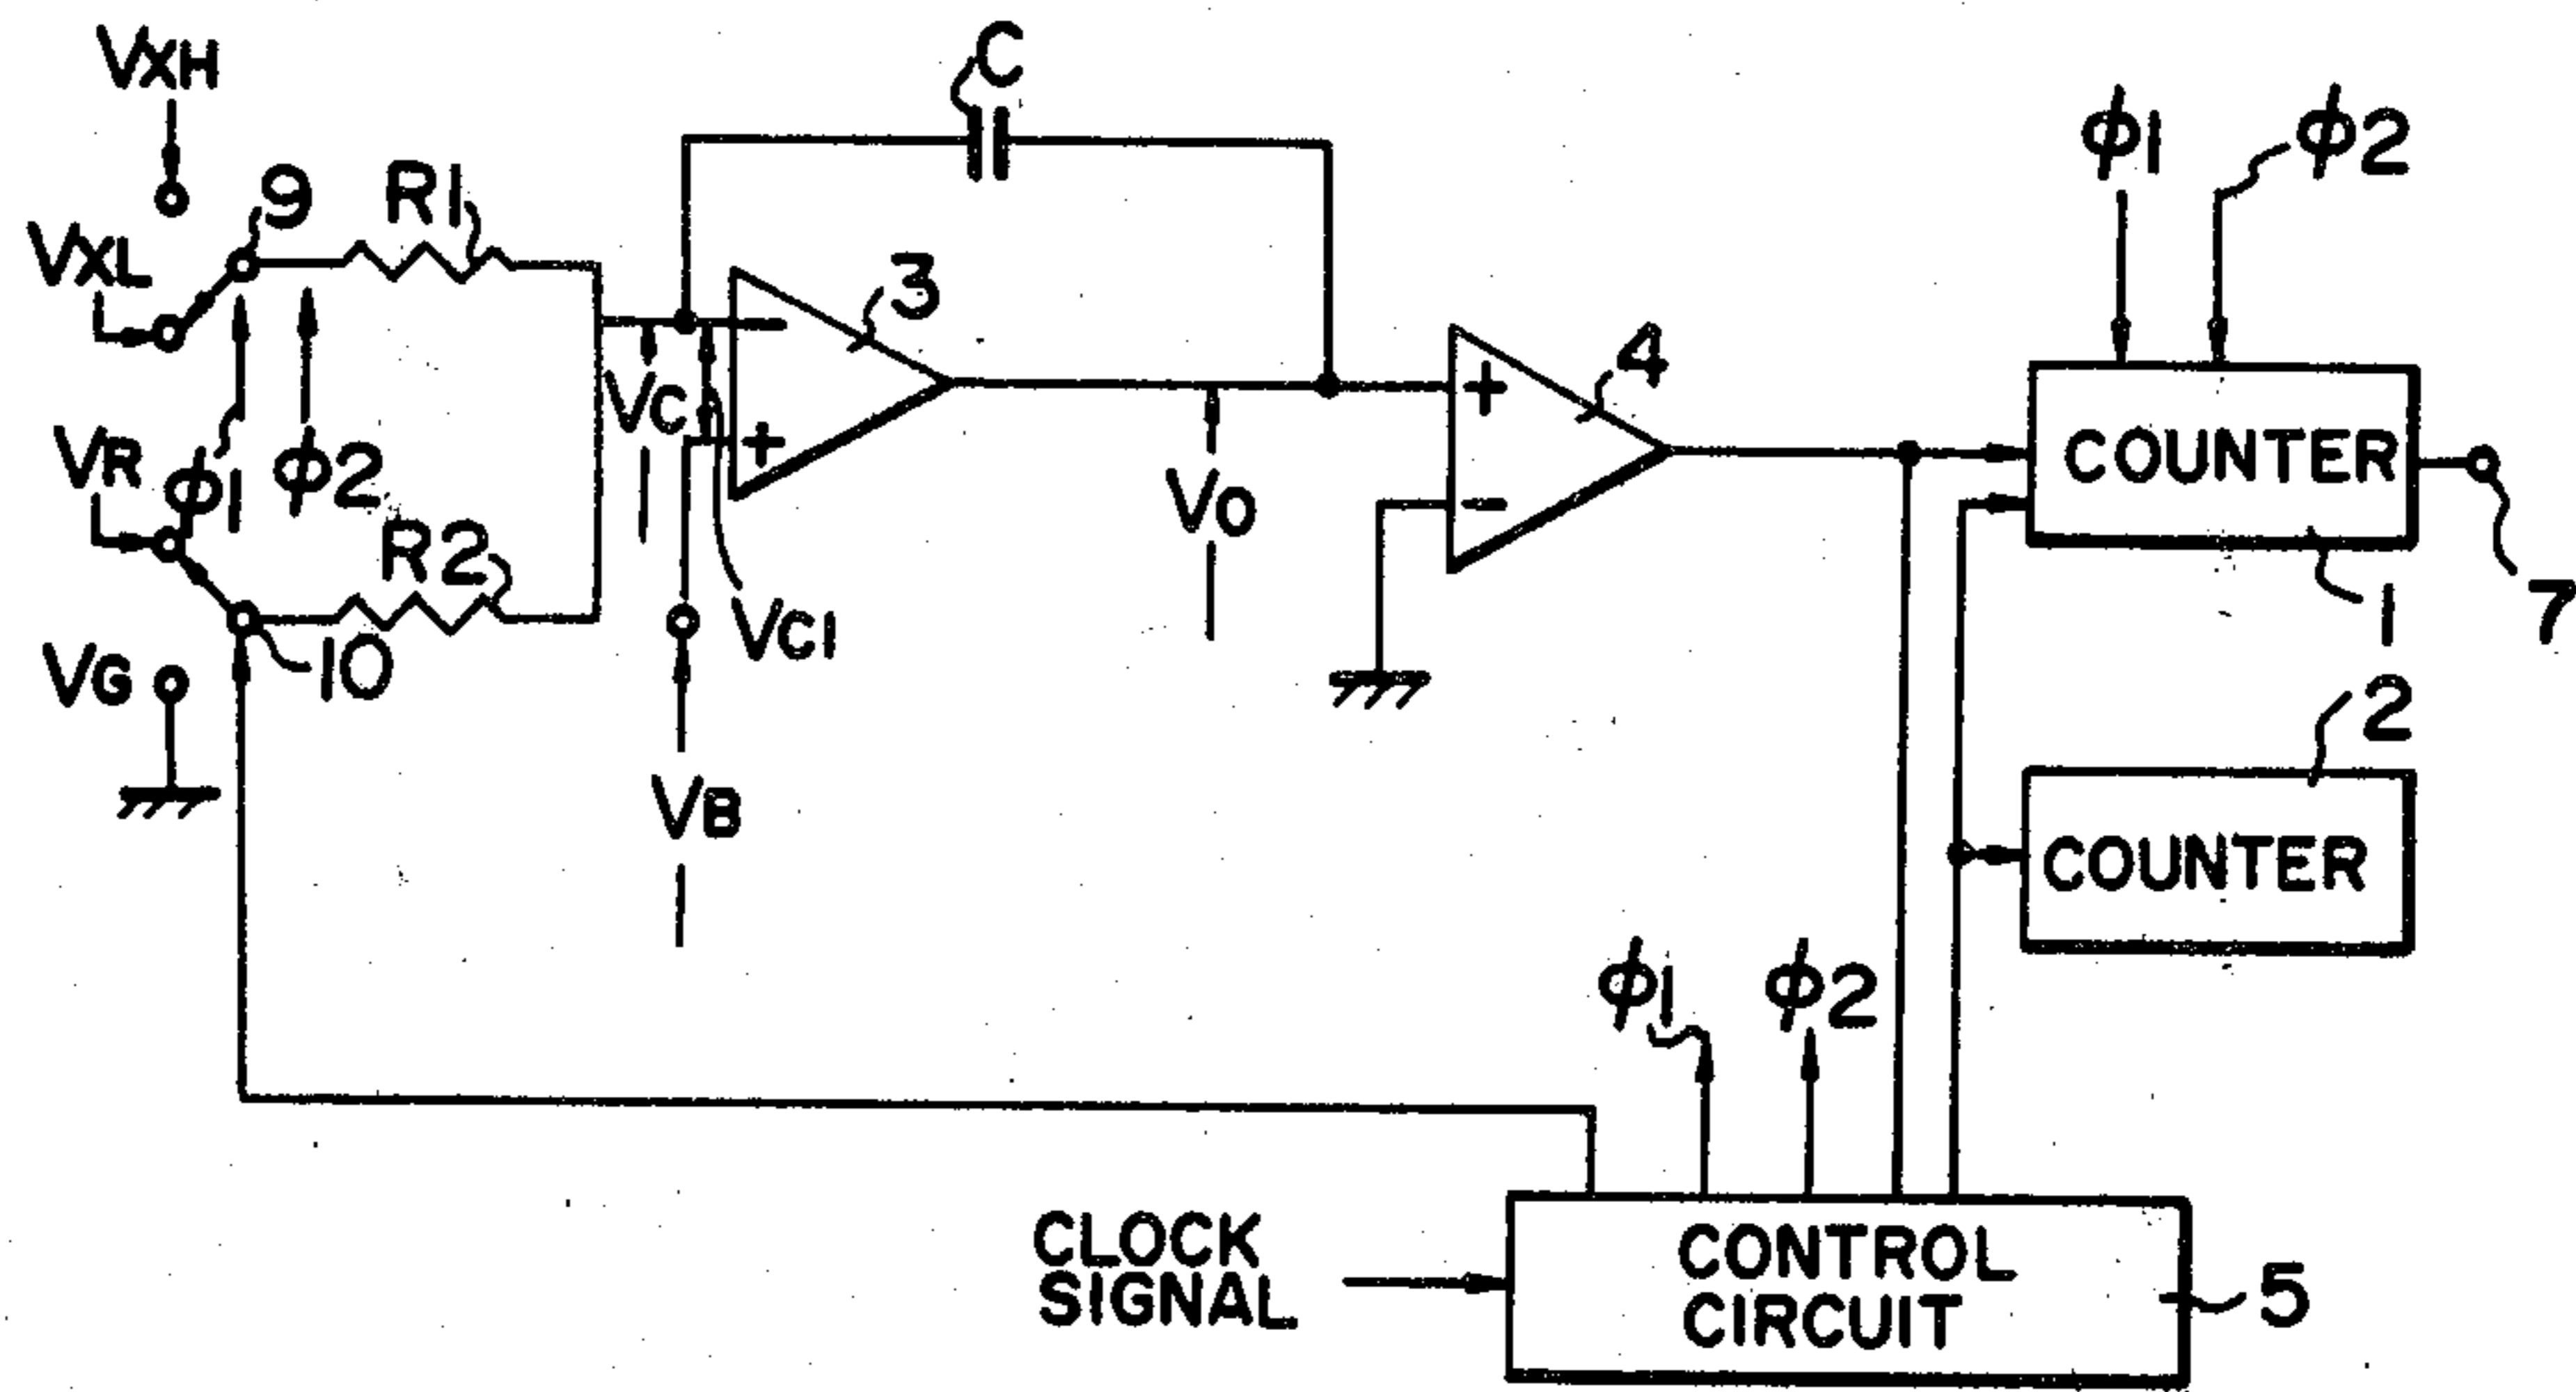 VXH
C
φ1
φ2
9
R1
VXL
3
4
VC
COUNTER
VR
φ1
φ2
VO
R2
VC1
1
7
10
VG
2
VB
COUNTER
φ1
φ2
CLOCK
SIGNAL
CONTROL
CIRCUIT
5
+
−
+
−